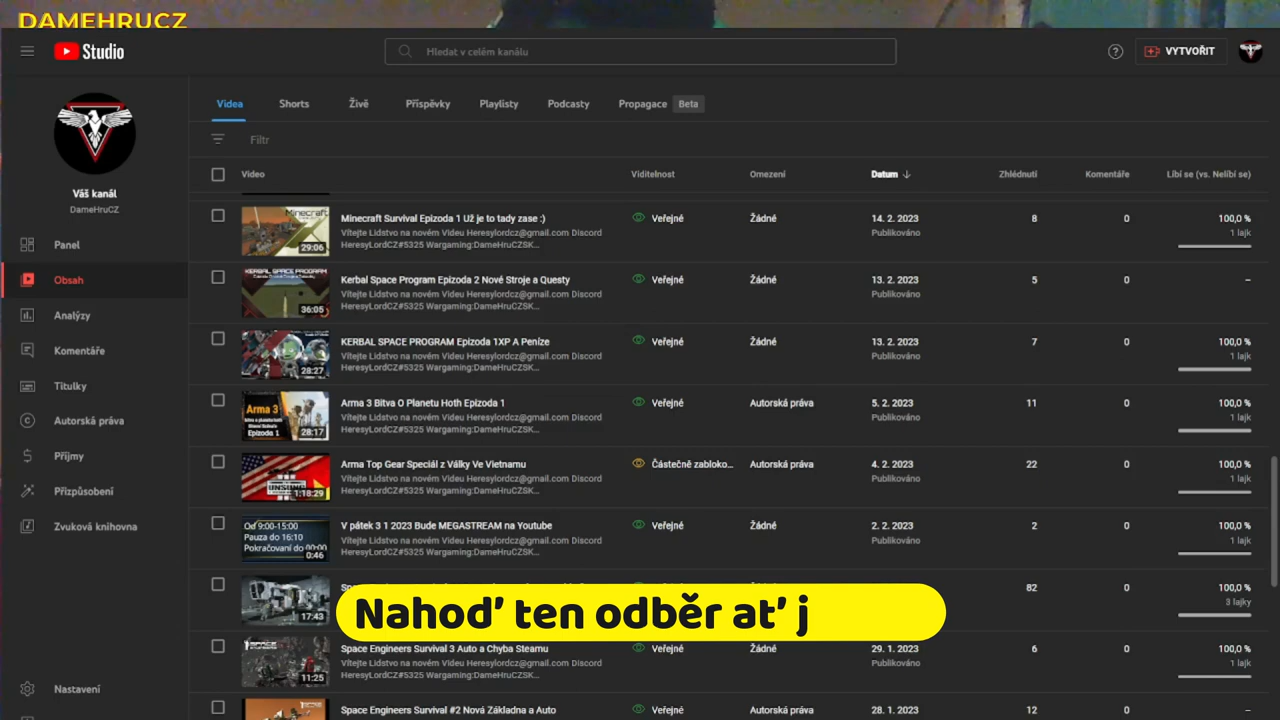 DAMEHRUCZ
Studio
Hledat v celém kanálu
VYTVOŘIT
Videa Shorts Živě Příspěvky Playlisty Podcasty Propagace Beta
Filtr
Váš kanál
DameHruCZ
Panel
Obsah
Analýzy
Komentáře
Titulky
Autorská práva
Příjmy
Přizpůsobení
Zvuková knihovna
Nastavení
Video Viditelnost Omezení Datum Zhlédnutí Komentáře Líbí se (vs. Nelíbí se)
Minecraft
29:06
Minecraft Survival Epizoda 1 Už je to tady zase :) Veřejné Žádné 14. 2. 2023 8 0 100,0 %
Vítejte Lidstvo na novém Videu Heresylordcz@gmail.com Discord Publikováno 1 lajk
HeresyLordCZ#5325 Wargaming:DameHruCZSK...
KERBAL SPACE PROGRAM
36:05
Kerbal Space Program Epizoda 2 Nové Stroje a Questy Veřejné Žádné 13. 2. 2023 5 0 –
Vítejte Lidstvo na novém Videu Heresylordcz@gmail.com Discord Publikováno
HeresyLordCZ#5325 Wargaming:DameHruCZSK...
28:27
KERBAL SPACE PROGRAM Epizoda 1XP A Peníze Veřejné Žádné 13. 2. 2023 7 0 100,0 %
Vítejte Lidstvo na novém Videu Heresylordcz@gmail.com Discord Publikováno 1 lajk
HeresyLordCZ#5325 Wargaming:DameHruCZSK...
Arma 3
Epizoda 1
28:17
Arma 3 Bitva O Planetu Hoth Epizoda 1 Veřejné Autorská práva 5. 2. 2023 11 0 100,0 %
Vítejte Lidstvo na novém Videu Heresylordcz@gmail.com Discord Publikováno 1 lajk
HeresyLordCZ#5325 Wargaming:DameHruCZSK...
UNSUNG
1:18:29
Arma Top Gear Speciál z Války Ve Vietnamu Částečně zabloko... Autorská práva 4. 2. 2023 22 0 100,0 %
Vítejte Lidstvo na novém Videu Heresylordcz@gmail.com Discord Publikováno 1 lajk
HeresyLordCZ#5325 Wargaming:DameHruCZSK...
Od 9:00-15:00
Pauza do 16:10
Pokračovaní do 00:00
0:46
V pátek 3 1 2023 Bude MEGASTREAM na Youtube Veřejné Žádné 2. 2. 2023 2 0 100,0 %
Vítejte Lidstvo na novém Videu Heresylordcz@gmail.com Discord Publikováno 1 lajk
HeresyLordCZ#5325 Wargaming:DameHruCZSK...
17:43
82 0 100,0 %
3 lajky
Nahoď ten odběr ať j
11:25
Space Engineers Survival 3 Auto a Chyba Steamu Veřejné Žádné 29. 1. 2023 6 0 100,0 %
Vítejte Lidstvo na novém Videu Heresylordcz@gmail.com Discord Publikováno 1 lajk
HeresyLordCZ#5325 Wargaming:DameHruCZSK...
Space Engineers Survival #2 Nová Základna a Auto Veřejné Žádné 28. 1. 2023 12 0 –